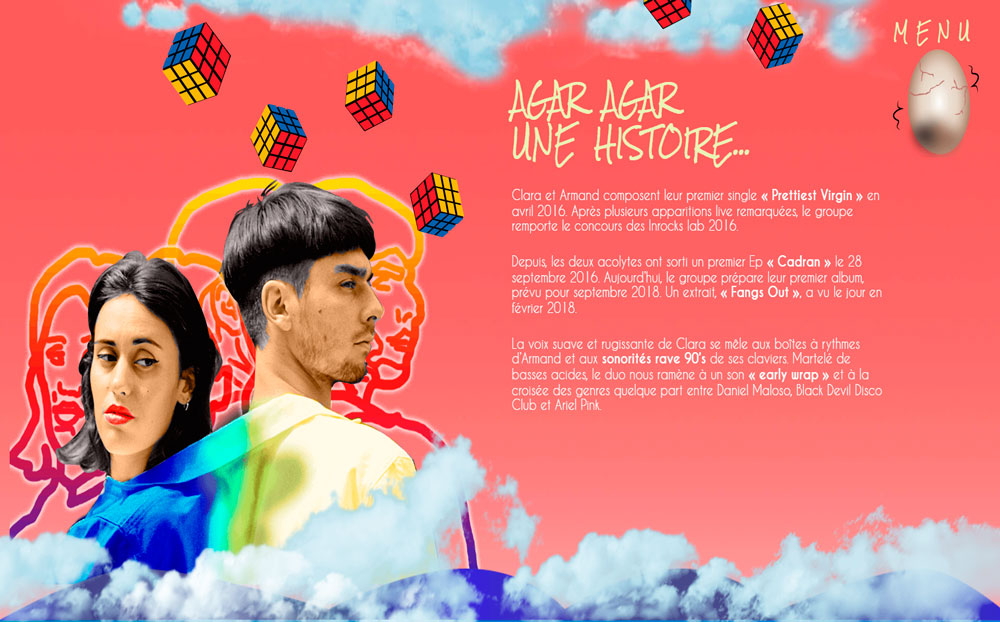 MENU
AGAR AGAR
UNE HISTOIRE...
Clara et Armand composent leur premier single « Prettiest Virgin » en
avril 2016. Après plusieurs apparitions live remarquées, le groupe
remporte le concours des Inrocks lab 2016.
Depuis, les deux acolytes ont sorti un premier Ep « Cadran » le 28
septembre 2016. Aujourd'hui, le groupe prépare leur premier album,
prévu pour septembre 2018. Un extrait, « Fangs Out », a vu le jour en
février 2018.
La voix suave et rugissante de Clara se mêle aux boîtes à rythmes
d'Armand et aux sonorités rave 90's de ses claviers. Martelé de
basses acides, le duo nous ramène à un son « early wrap » et à la
croisée des genres quelque part entre Daniel Maloso, Black Devil Disco
Club et Ariel Pink.